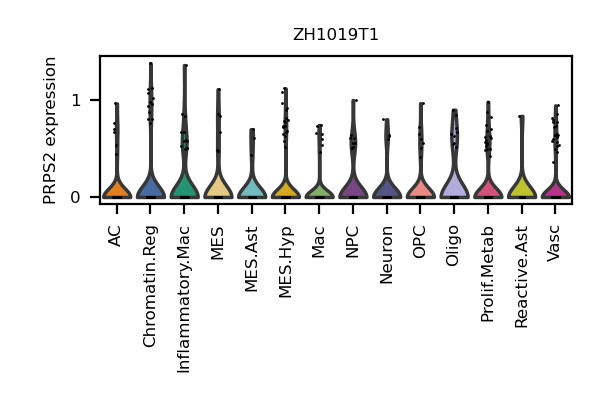 ZH1019T1
PRPS2 expression
1
0
AC
Chromatin.Reg
Inflammatory.Mac
MES
MES.Ast
MES.Hyp
Mac
NPC
Neuron
OPC
Oligo
Prolif.Metab
Reactive.Ast
Vasc